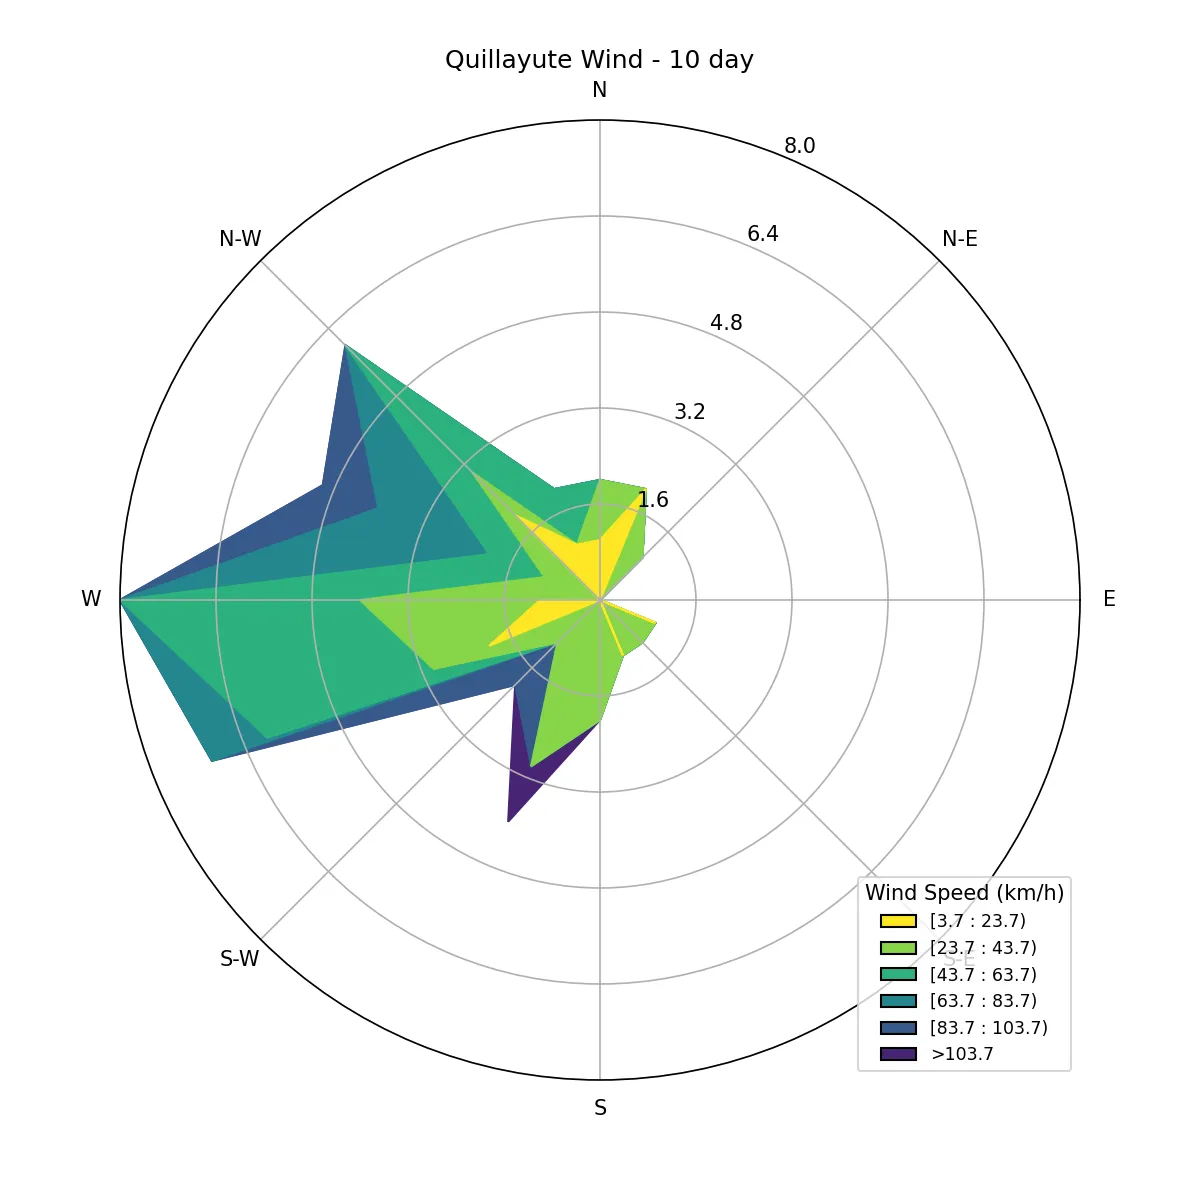 Quillayute Wind - 10 day
N
8.0
N-W
6.4
N-E
4.8
3.2
1.6
W
E
S-W
S-E
S
Wind Speed (km/h)
[3.7 : 23.7)
[23.7 : 43.7)
[43.7 : 63.7)
[63.7 : 83.7)
[83.7 : 103.7)
>103.7